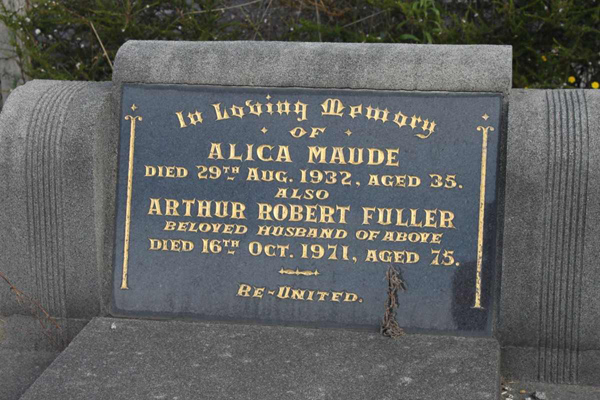 In Loving Memory
OF
ALICA MAUDE
DIED 29TH AUG. 1932, AGED 35.
ALSO
ARTHUR ROBERT FULLER
BELOVED HUSBAND OF ABOVE
DIED 16TH OCT. 1971, AGED 75.
RE-UNITED.